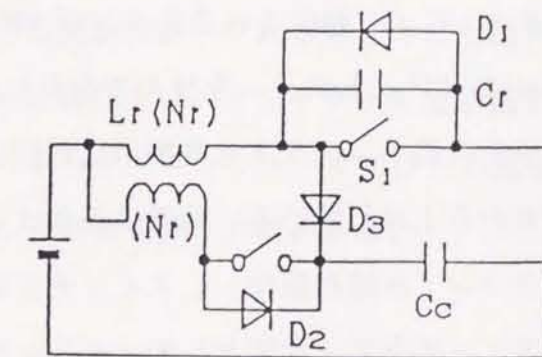 D1
Lr (Nr)
Cr
S1
(Nr)
D3
Cc
D2